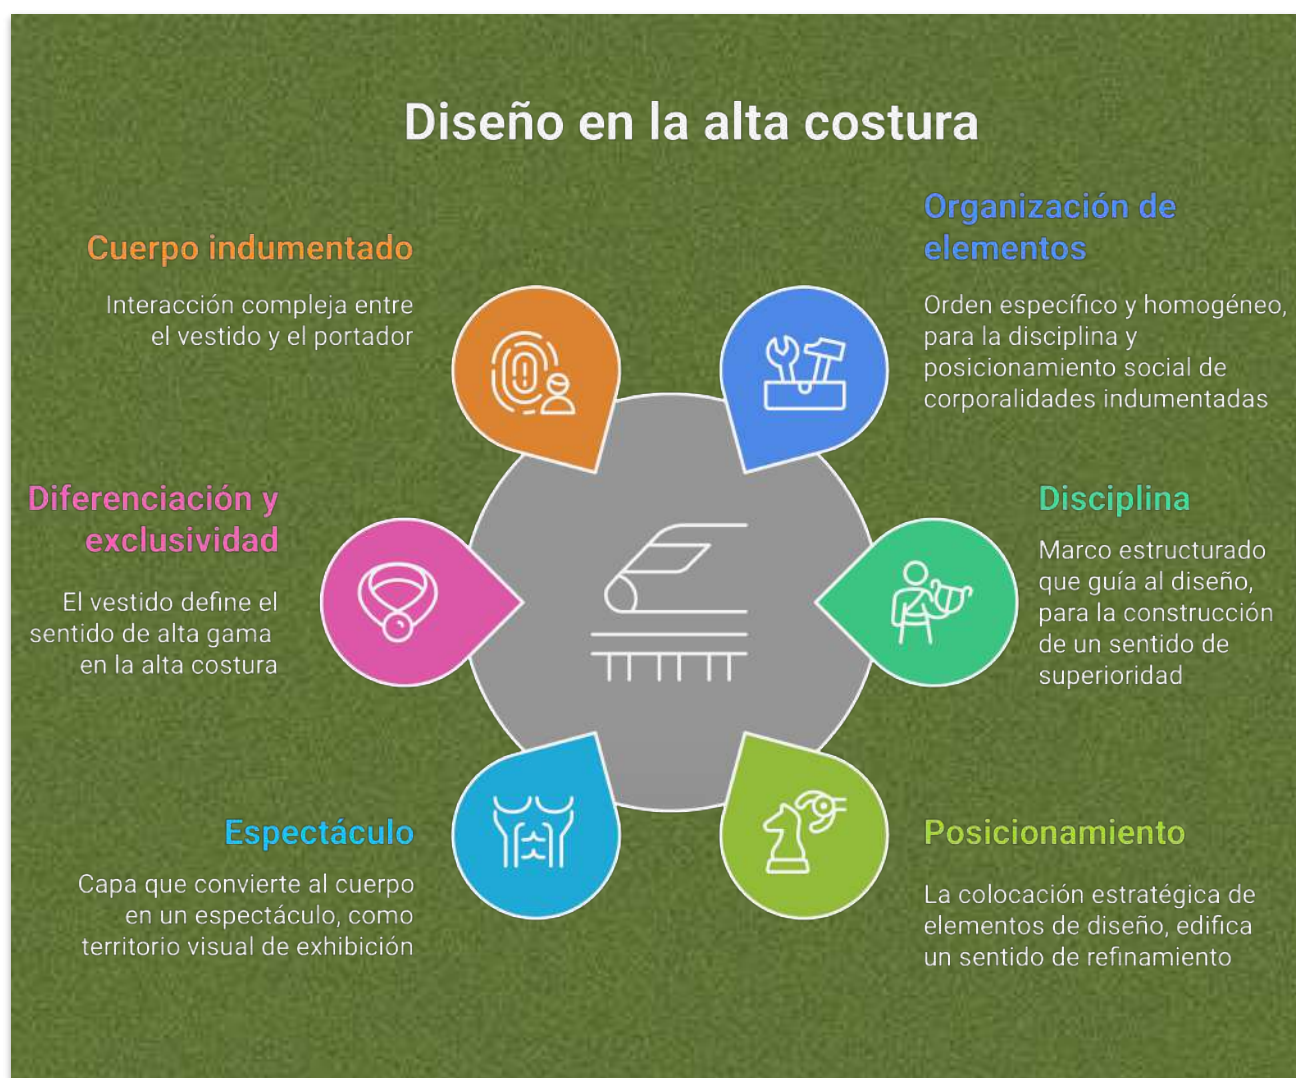 Diseño en la alta costura
Cuerpo indumentado
Interacción compleja entre
el vestido y el portador
Organización de
elementos
Orden específico y homogéneo,
para la disciplina y
posicionamiento social de
corporalidades indumentadas
Diferenciación y
exclusividad
El vestido define el
sentido de alta gama
en la alta costura
Disciplina
Marco estructurado
que guía al diseño,
para la construcción
de un sentido de
superioridad
Espectáculo
Capa que convierte al cuerpo
en un espectáculo, como
territorio visual de exhibición
Posicionamiento
La colocación estratégica de
elementos de diseño, edifica
un sentido de refinamiento